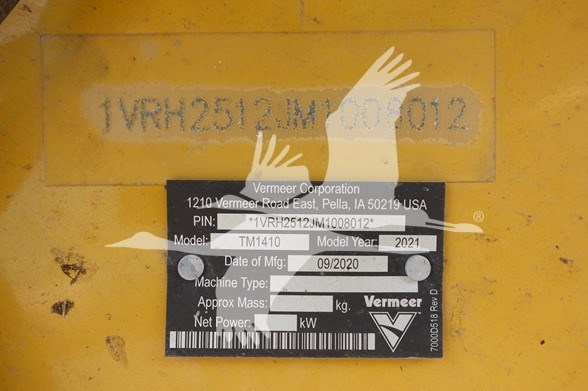 1VRH2512JM1008012
Vermeer Corporation
1210 Vermeer Road East, Pella, IA 50219 USA
PIN: *1VRH2512JM1008012*
Model: TM1410 Model Year: 2021
Date of Mfg: 09/2020
Machine Type:
Approx Mass: kg.
Net Power: kW
Vermeer
7000D518 Rev D
®